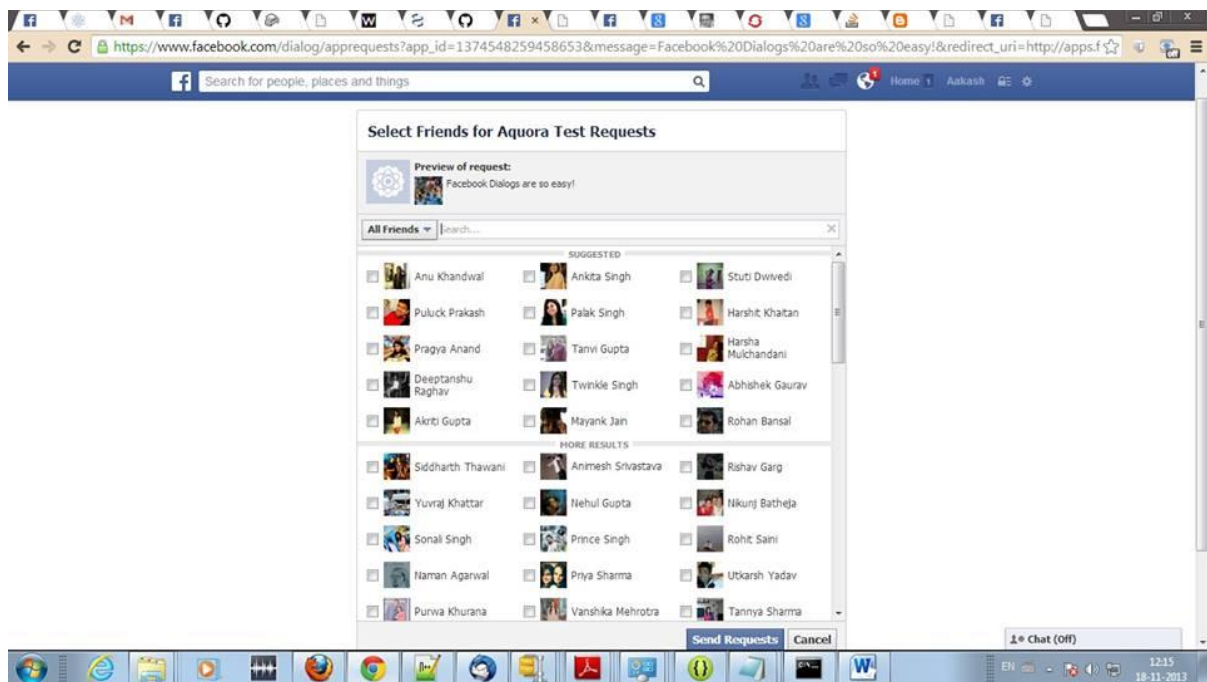 https://www.facebook.com/dialog/apprequests?app_id=1374548259458653&message=Facebook%20Dialogs%20are%20so%20easy!&redirect_uri=http://apps.f
Search for people, places and things
1
Home 1 Aakash
Select Friends for Aquora Test Requests
Preview of request:
Facebook Dialogs are so easy!
All Friends Search...
SUGGESTED
Anu Khandwal Ankita Singh Stuti Dwivedi
Puluck Prakash Palak Singh Harshit Khaitan
Pragya Anand Tanvi Gupta Harsha Mulchandani
Deeptanshu Raghav Twinkle Singh Abhishek Gaurav
Akriti Gupta Mayank Jain Rohan Bansal
MORE RESULTS
Siddharth Thawani Animesh Srivastava Rishav Garg
Yuvraj Khattar Nehul Gupta Nikunj Batheja
Sonali Singh Prince Singh Rohit Saini
Naman Agarwal Priya Sharma Utkarsh Yadav
Purwa Khurana Vanshika Mehrotra Tannya Sharma
Send Requests Cancel
Chat (Off)
EN
12:15
18-11-2013